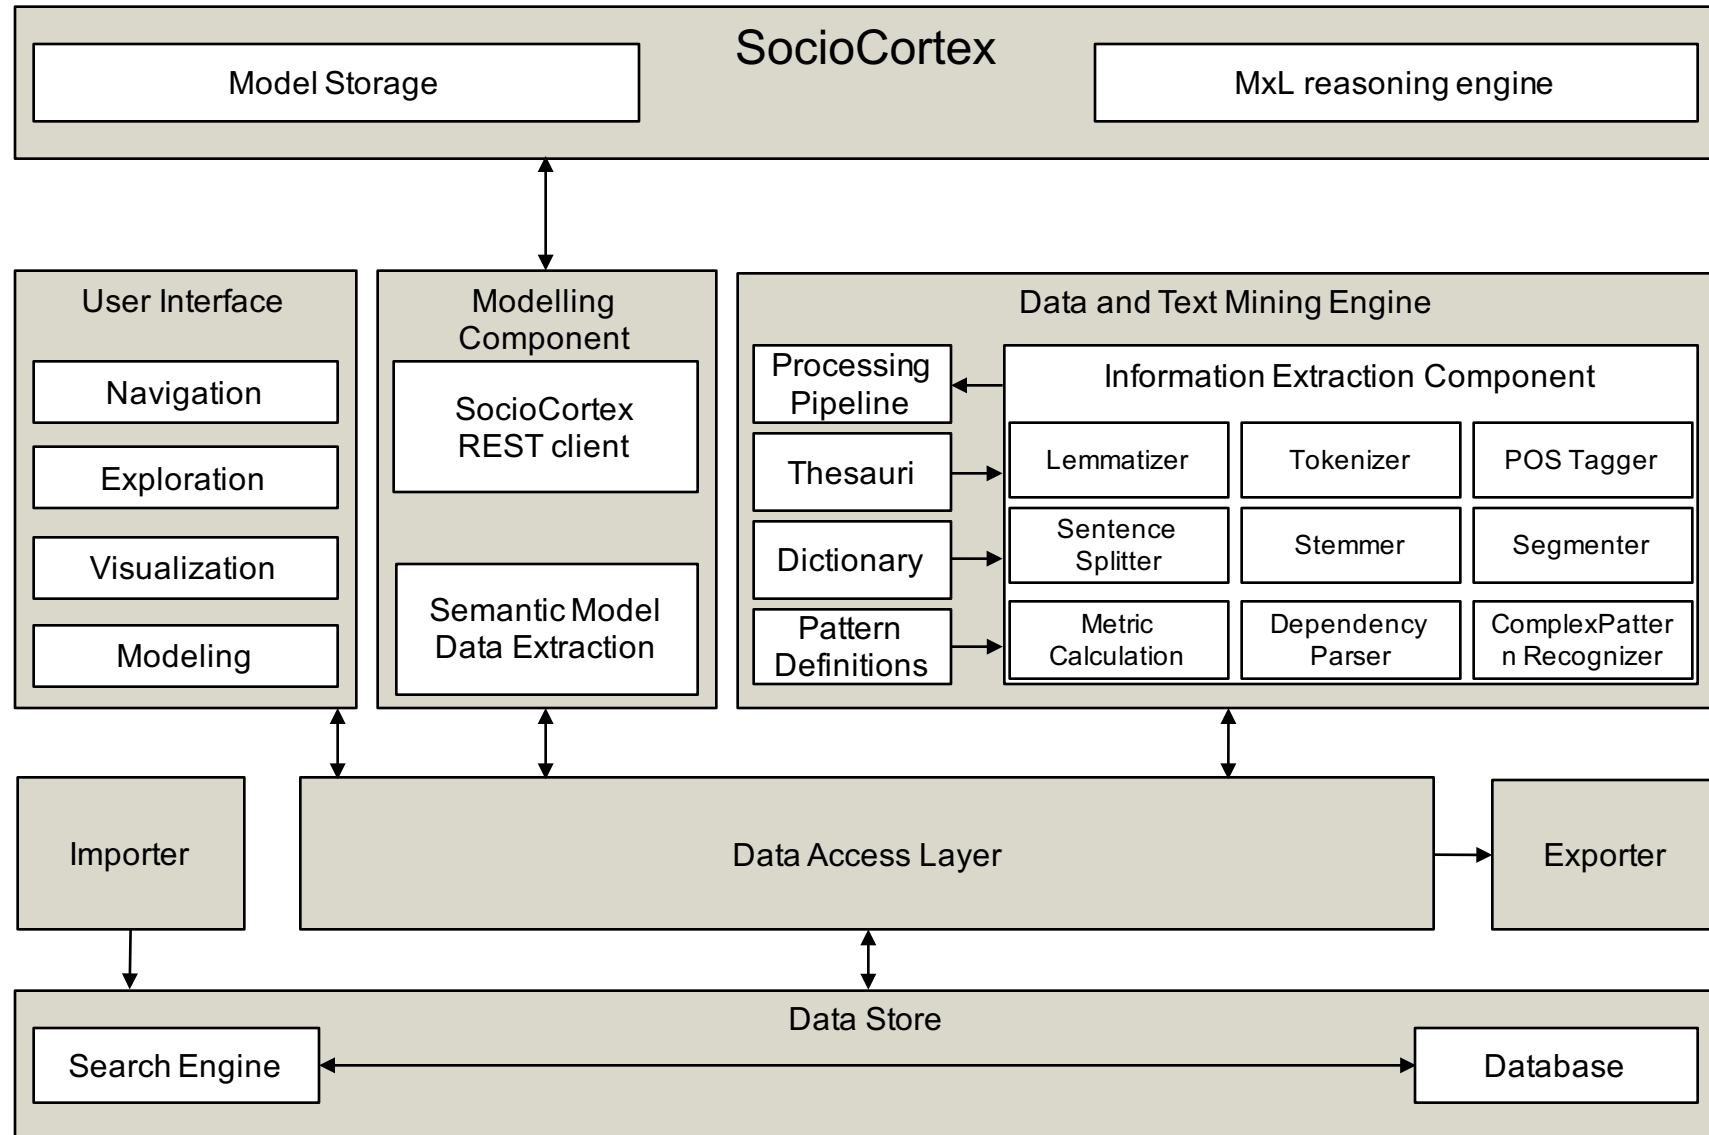 SocioCortex
Model Storage
MxL reasoning engine
User Interface
Navigation
Exploration
Visualization
Modeling
Modelling
Component
SocioCortex
REST client
Semantic Model
Data Extraction
Data and Text Mining Engine
Processing
Pipeline
Thesauri
Dictionary
Pattern
Definitions
Information Extraction Component
Lemmatizer
Tokenizer
POS Tagger
Sentence
Splitter
Stemmer
Segmenter
Metric
Calculation
Dependency
Parser
ComplexPatter
n Recognizer
Importer
Data Access Layer
Exporter
Data Store
Search Engine
Database